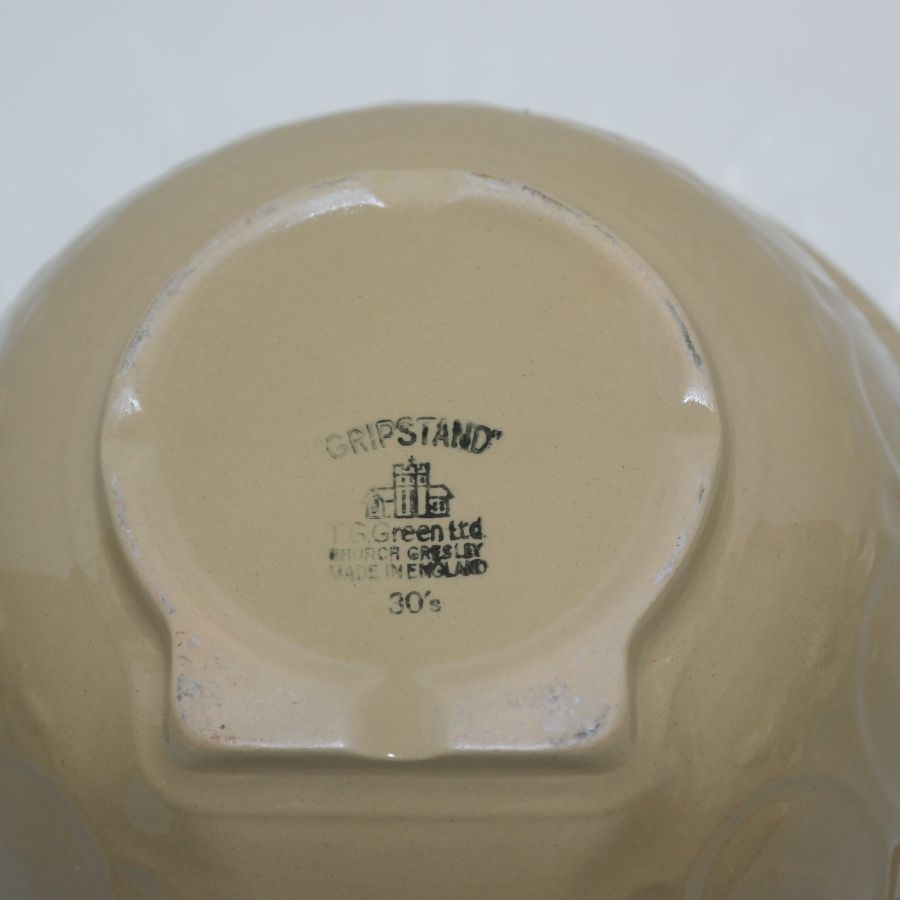 "GRIPSTAND"
T.G.Green Ltd.
CHURCH GRESLEY
MADE IN ENGLAND
30's